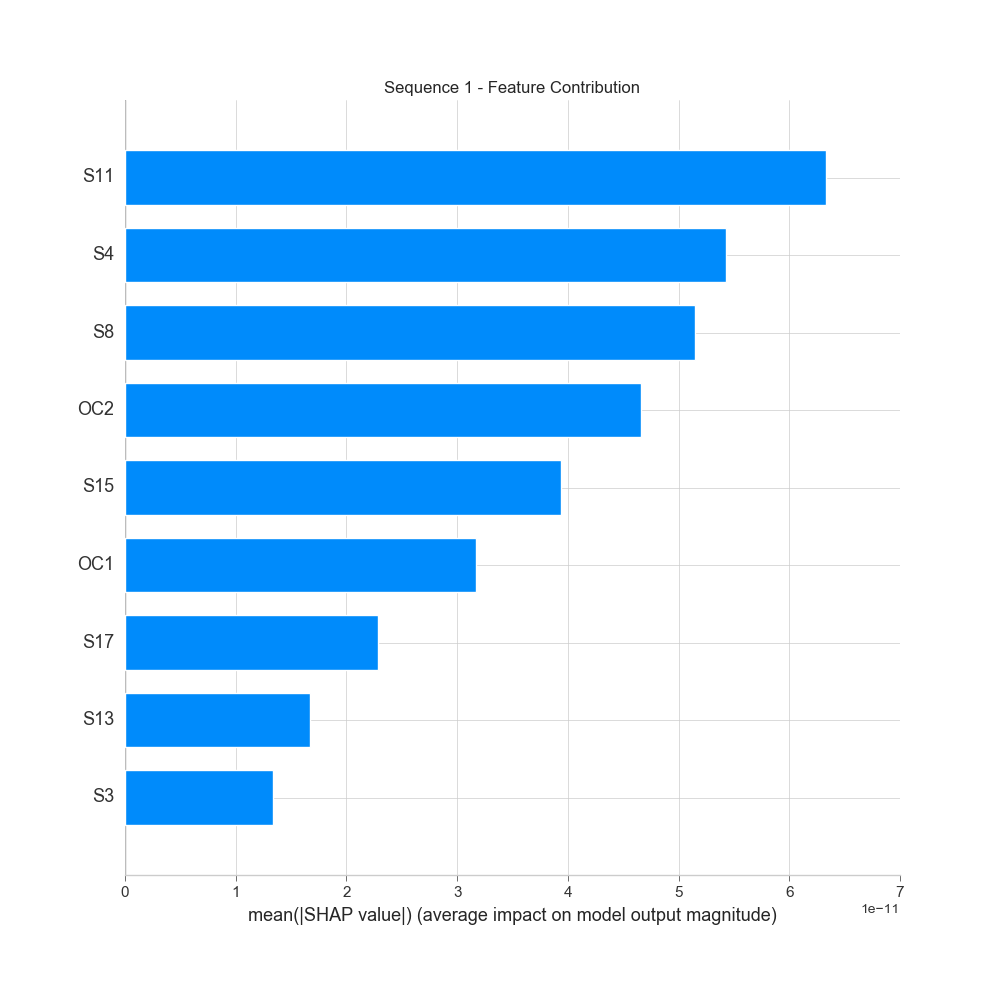 Sequence 1 - Feature Contribution
S11
S4
S8
OC2
S15
OC1
S17
S13
S3
0 1 2 3 4 5 6 7
1e−11
mean(|SHAP value|) (average impact on model output magnitude)